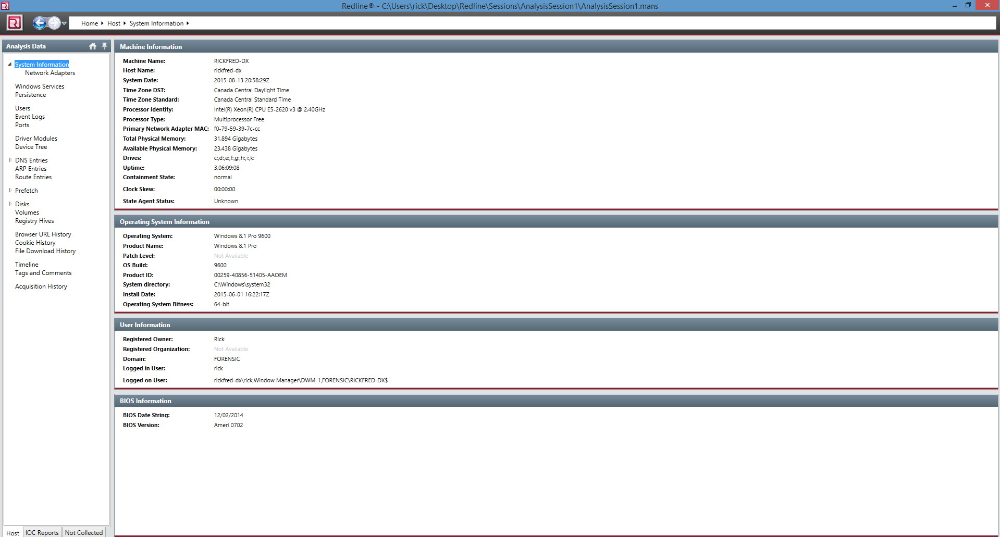 Redline® - C:\Users\rick\Desktop\Redline\Sessions\AnalysisSession1\AnalysisSession1.mans
Home Host System Information
Analysis Data
System Information
Network Adapters
Windows Services
Persistence
Users
Event Logs
Ports
Driver Modules
Device Tree
DNS Entries
ARP Entries
Route Entries
Prefetch
Disks
Volumes
Registry Hives
Browser URL History
Cookie History
File Download History
Timeline
Tags and Comments
Acquisition History
Host IOC Reports Not Collected
Machine Information
Machine Name: RICKFRED-DX
Host Name: rickfred-dx
System Date: 2015-08-13 20:58:29Z
Time Zone DST: Canada Central Daylight Time
Time Zone Standard: Canada Central Standard Time
Processor Identity: Intel(R) Xeon(R) CPU E5-2620 v3 @ 2.40GHz
Processor Type: Multiprocessor Free
Primary Network Adapter MAC: f0-79-59-39-7c-cc
Total Physical Memory: 31.894 Gigabytes
Available Physical Memory: 23.438 Gigabytes
Drives: c:,d:,e:,f:,g:,h:,i:,k:
Uptime: 3.06:09:08
Containment State: normal
Clock Skew: 00:00:00
State Agent Status: Unknown
Operating System Information
Operating System: Windows 8.1 Pro 9600
Product Name: Windows 8.1 Pro
Patch Level: Not Available
OS Build: 9600
Product ID: 00259-40856-51405-AAOEM
System directory: C:\Windows\system32
Install Date: 2015-06-01 16:22:17Z
Operating System Bitness: 64-bit
User Information
Registered Owner: Rick
Registered Organization: Not Available
Domain: FORENSIC
Logged in User: rick
Logged on User: rickfred-dx\rick,Window Manager\DWM-1,FORENSIC\RICKFRED-DX$
BIOS Information
BIOS Date String: 12/02/2014
BIOS Version: Ameri 0702